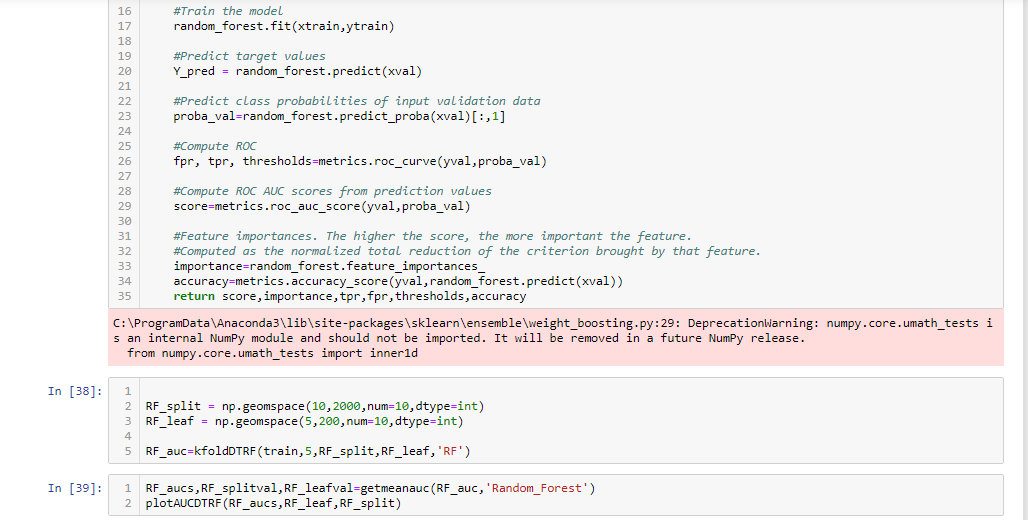 16 #Train the model
17 random_forest.fit(xtrain,ytrain)
18
19 #Predict target values
20 Y_pred = random_forest.predict(xval)
21
22 #Predict class probabilities of input validation data
23 proba_val=random_forest.predict_proba(xval)[:,1]
24
25 #Compute ROC
26 fpr, tpr, thresholds=metrics.roc_curve(yval,proba_val)
27
28 #Compute ROC AUC scores from prediction values
29 score=metrics.roc_auc_score(yval,proba_val)
30
31 #Feature importances. The higher the score, the more important the feature.
32 #Computed as the normalized total reduction of the criterion brought by that feature.
33 importance=random_forest.feature_importances_
34 accuracy=metrics.accuracy_score(yval,random_forest.predict(xval))
35 return score,importance,tpr,fpr,thresholds,accuracy
C:\ProgramData\Anaconda3\lib\site-packages\sklearn\ensemble\weight_boosting.py:29: DeprecationWarning: numpy.core.umath_tests i
s an internal NumPy module and should not be imported. It will be removed in a future NumPy release.
from numpy.core.umath_tests import inner1d
In [38]: 1
2 RF_split = np.geomspace(10,2000,num=10,dtype=int)
3 RF_leaf = np.geomspace(5,200,num=10,dtype=int)
4
5 RF_auc=kfoldDTRF(train,5,RF_split,RF_leaf,'RF')
In [39]: 1 RF_aucs,RF_splitval,RF_leafval=getmeanauc(RF_auc,'Random_Forest')
2 plotAUCDTRF(RF_aucs,RF_leaf,RF_split)